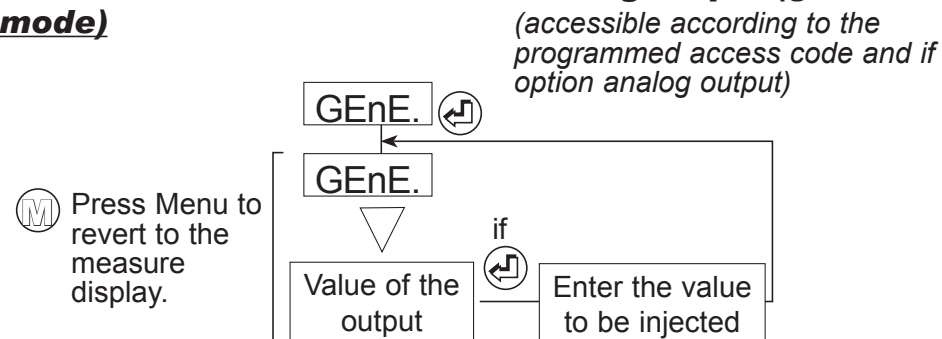 mode)
(accessible according to the
programmed access code and if
option analog output)
GEnE.
GEnE.
M Press Menu to
revert to the
measure
display.
if
Value of the
output
Enter the value
to be injected